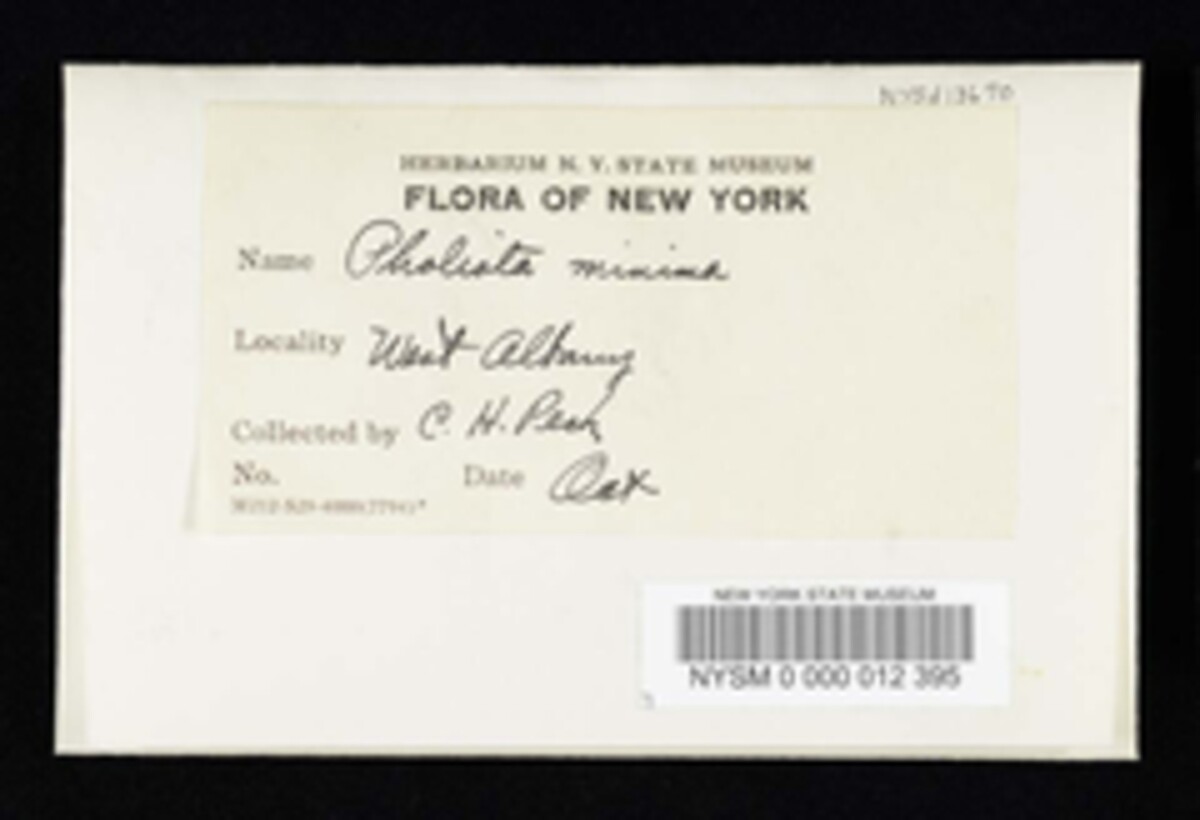 HERBARIUM N. Y. STATE MUSEUM
FLORA OF NEW YORK
Name Pholiota minima
Locality West Albany
Collected by C. H. Peck
No. Date Oct
NEW YORK STATE MUSEUM
NYSM 0 000 012 395